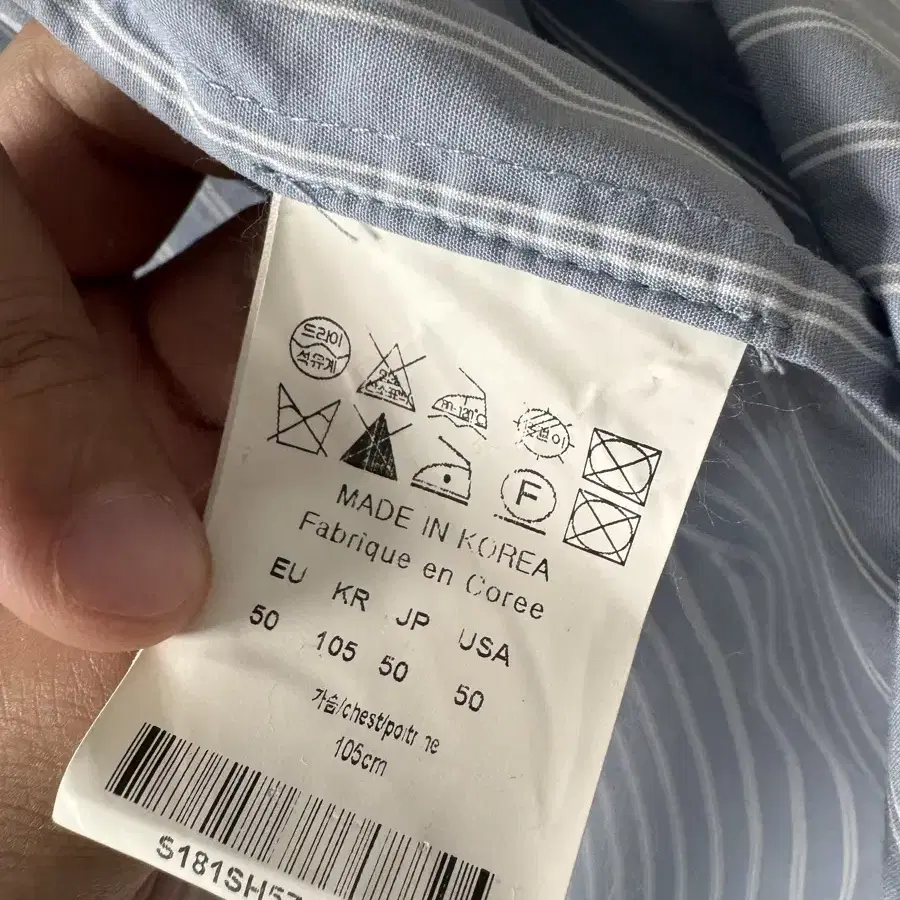 드라이
석유계
F
MADE IN KOREA
Fabrique en Coree
EU KR JP USA
50 105 50 50
가슴/chest/poitrine
105cm
S181SH57